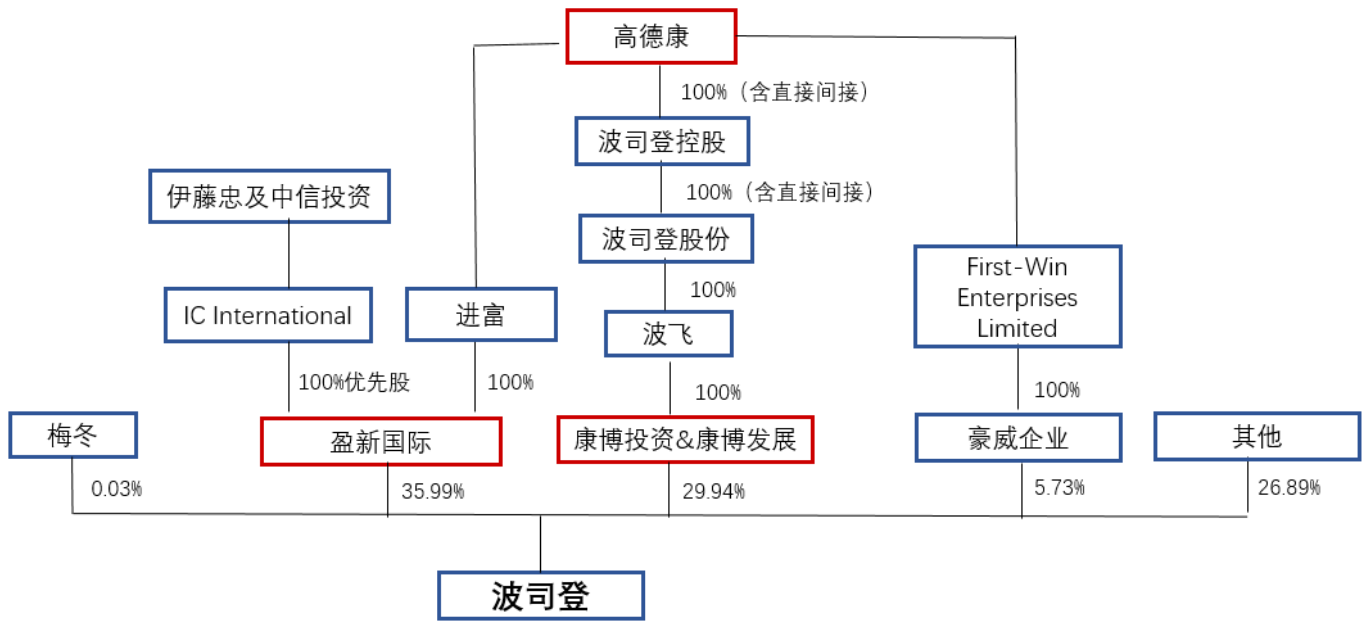 高德康
100%（含直接间接）
波司登控股
100%（含直接间接）
伊藤忠及中信投资
波司登股份
First-Win
Enterprises
Limited
100%
IC International
进富
波飞
100%优先股
100%
100%
100%
梅冬
盈新国际
康博投资&康博发展
豪威企业
其他
0.03%
35.99%
29.94%
5.73%
26.89%
波司登